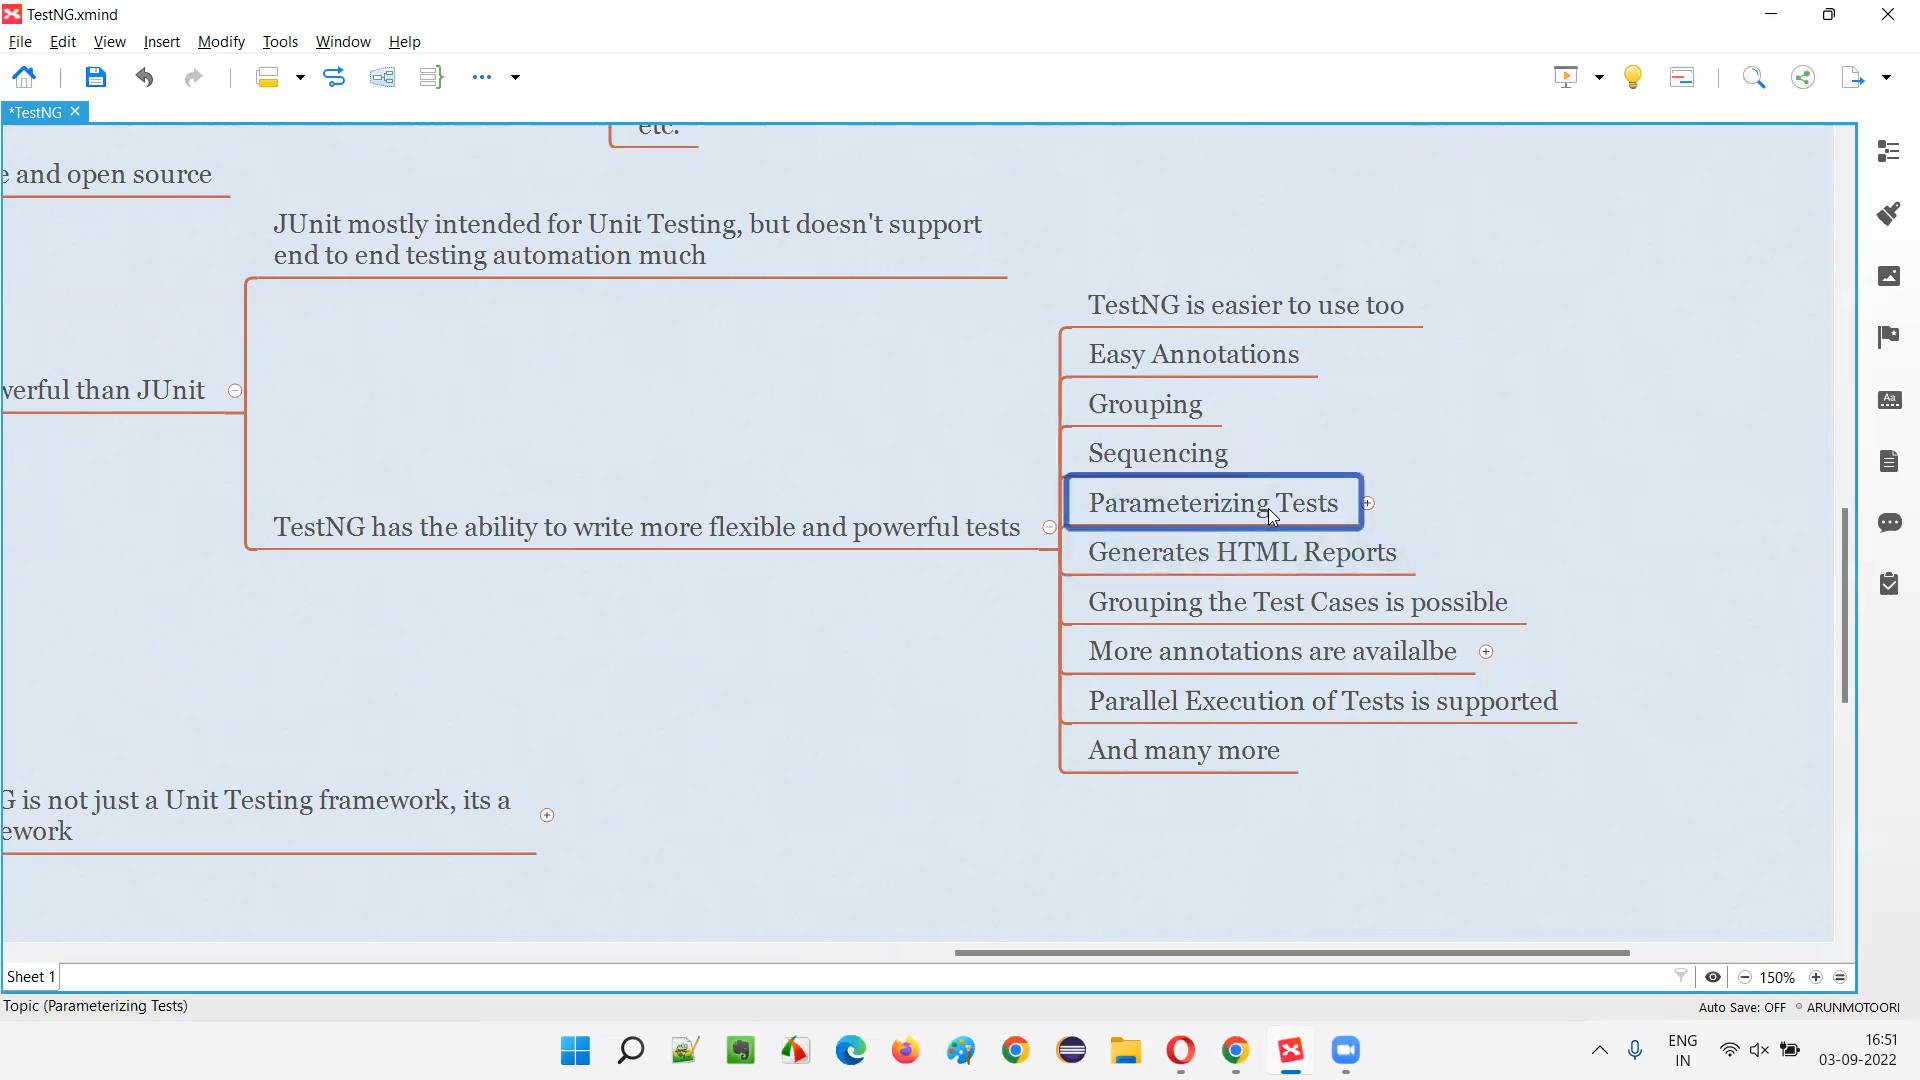 TestNG.xmind
File Edit View Insert Modify Tools Window Help
*TestNG
etc.
e and open source
JUnit mostly intended for Unit Testing, but doesn't support
end to end testing automation much
TestNG is easier to use too
Easy Annotations
werful than JUnit
Grouping
Sequencing
Parameterizing Tests
TestNG has the ability to write more flexible and powerful tests
Generates HTML Reports
Grouping the Test Cases is possible
More annotations are availalbe
Parallel Execution of Tests is supported
And many more
G is not just a Unit Testing framework, its a
ework
Sheet 1
150%
Topic (Parameterizing Tests)
Auto Save: OFF
ARUNMOTOORI
ENG
IN
16:51
03-09-2022
Aa